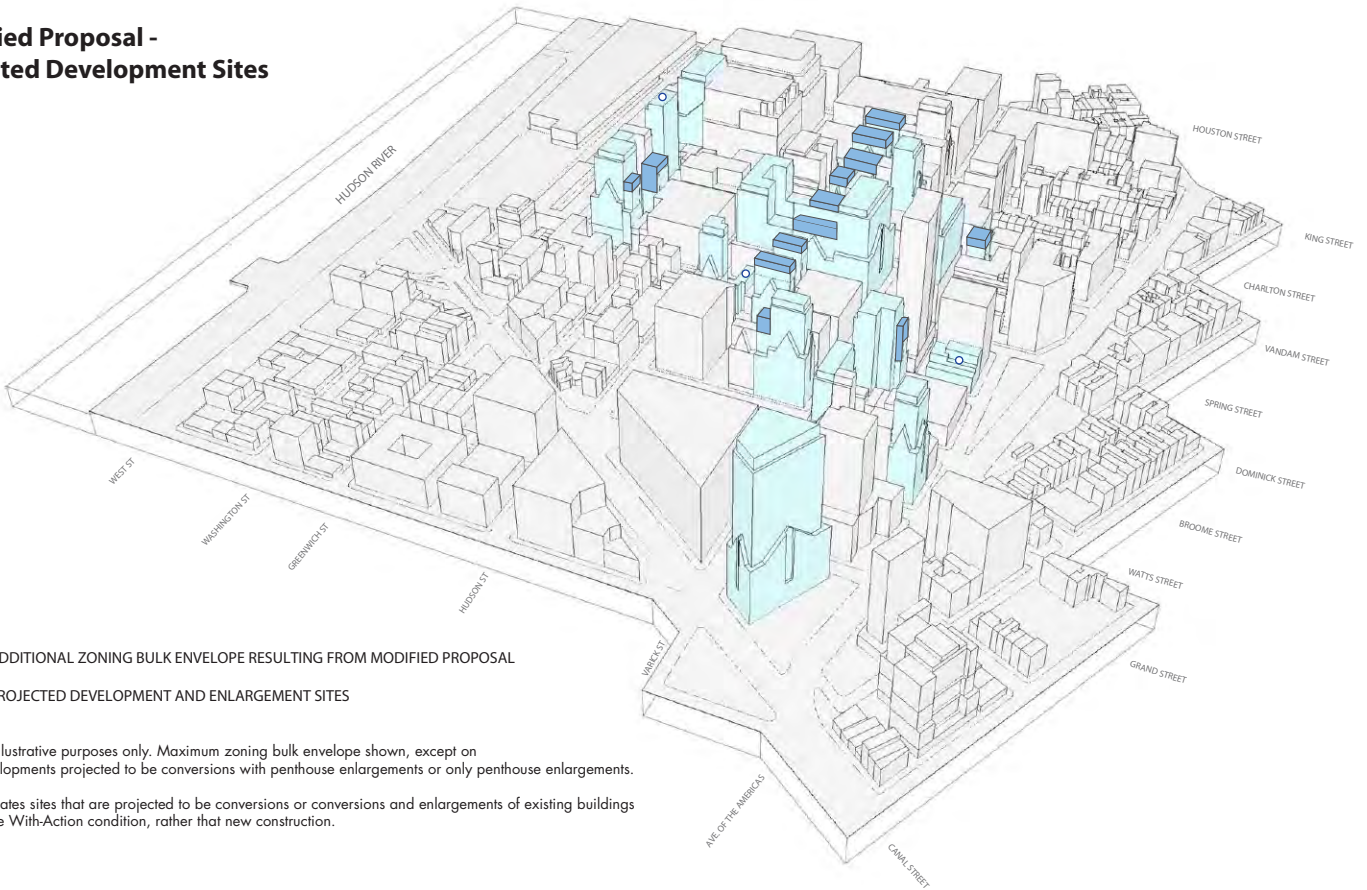 ied Proposal -
ted Development Sites
HUDSON RIVER
HOUSTON STREET
KING STREET
CHARLTON STREET
VANDAM STREET
SPRING STREET
DOMINICK STREET
BROOME STREET
WATTS STREET
GRAND STREET
CANAL STREET
WEST ST
WASHINGTON ST
GREENWICH ST
HUDSON ST
VARICK ST
AVE. OF THE AMERICAS
DDITIONAL ZONING BULK ENVELOPE RESULTING FROM MODIFIED PROPOSAL
ROJECTED DEVELOPMENT AND ENLARGEMENT SITES
lustrative purposes only. Maximum zoning bulk envelope shown, except on
lopments projected to be conversions with penthouse enlargements or only penthouse enlargements.
ates sites that are projected to be conversions or conversions and enlargements of existing buildings
e With-Action condition, rather that new construction.